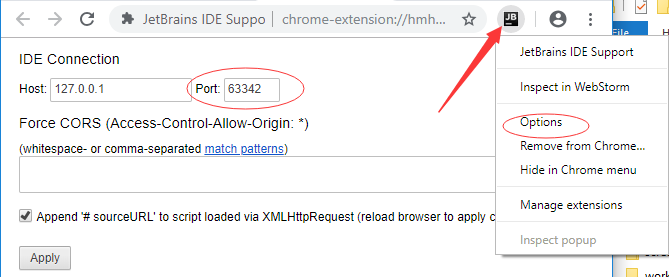 JetBrains IDE Suppo
chrome-extension://hmh...
JB
IDE Connection
Host: 127.0.0.1 Port: 63342
Force CORS (Access-Control-Allow-Origin: *)
(whitespace- or comma-separated match patterns)
Append '# sourceURL' to script loaded via XMLHttpRequest (reload browser to apply c
Apply
JetBrains IDE Support
Inspect in WebStorm
Options
Remove from Chrome...
Hide in Chrome menu
Manage extensions
Inspect popup
File
work